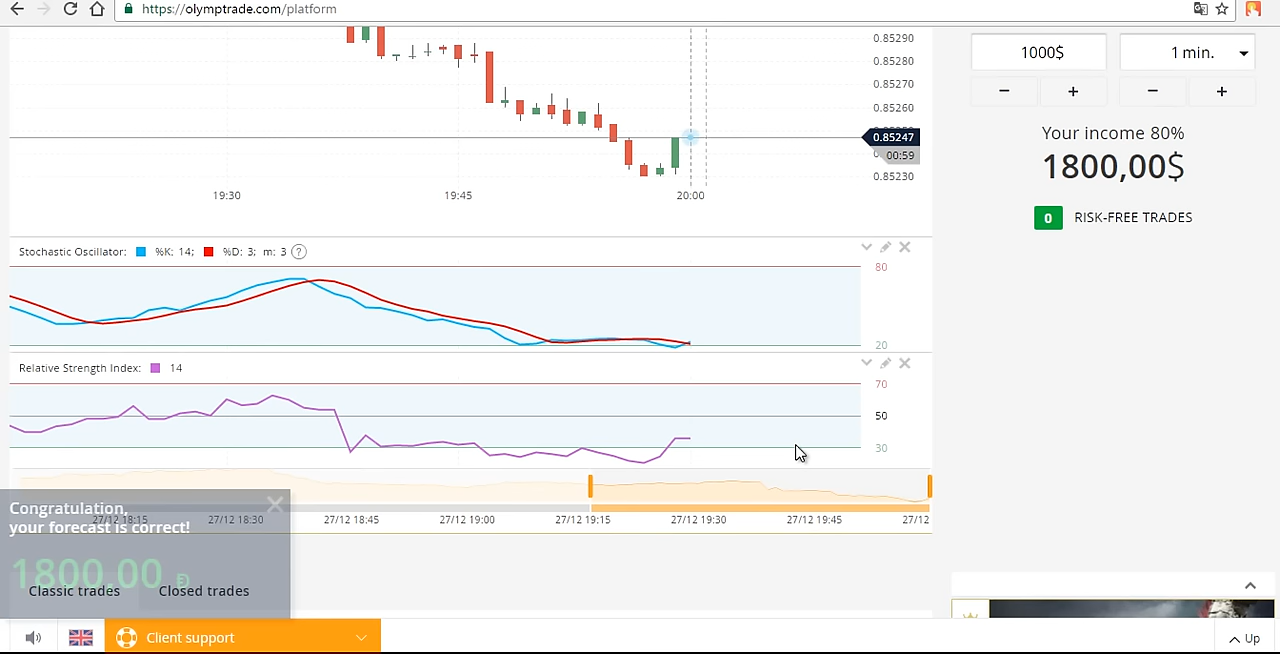 https://olymptrade.com/platform
0.85290
0.85280
0.85270
0.85260
0.85247
00:59
0.85230
19:30
19:45
20:00
1000$
1 min.
−
+
−
+
Your income 80%
1800,00$
0 RISK-FREE TRADES
Stochastic Oscillator: %K: 14; %D: 3; m: 3 ?
80
20
Relative Strength Index: 14
70
50
30
27/12 18:15
27/12 18:30
27/12 18:45
27/12 19:00
27/12 19:15
27/12 19:30
27/12 19:45
27/12
Congratulation,
your forecast is correct!
1800.00 Đ
Classic trades
Closed trades
Client support
Up